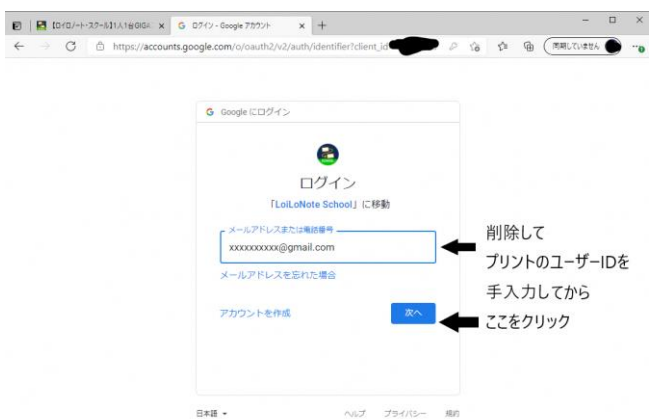 【ロイロノート・スクール】1人1台GIGA
ログイン - Google アカウント
https://accounts.google.com/o/oauth2/v2/auth/identifier?client_id
同期していません
Google にログイン
ログイン
「LoiLoNote School」に移動
メールアドレスまたは電話番号
xxxxxxxxxx@gmail.com
メールアドレスを忘れた場合
アカウントを作成
次へ
削除して
プリントのユーザーIDを
手入力してから
ここをクリック
日本語
ヘルプ
プライバシー
規約